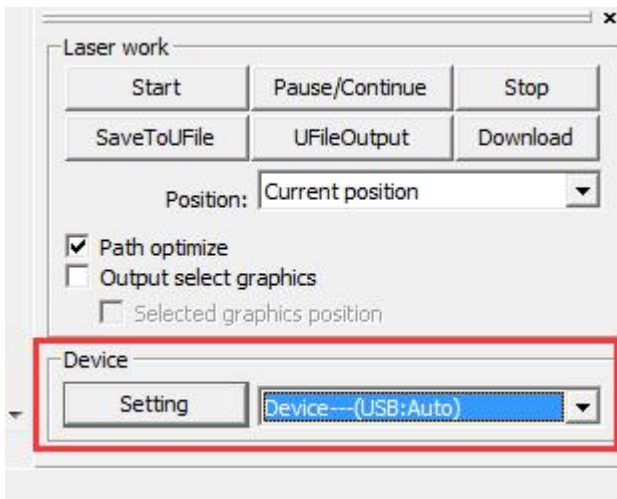 Laser work
Start Pause/Continue Stop
SaveToUFile UFileOutput Download
Position: Current position
Path optimize
Output select graphics
Selected graphics position
Device
Setting Device---(USB:Auto)